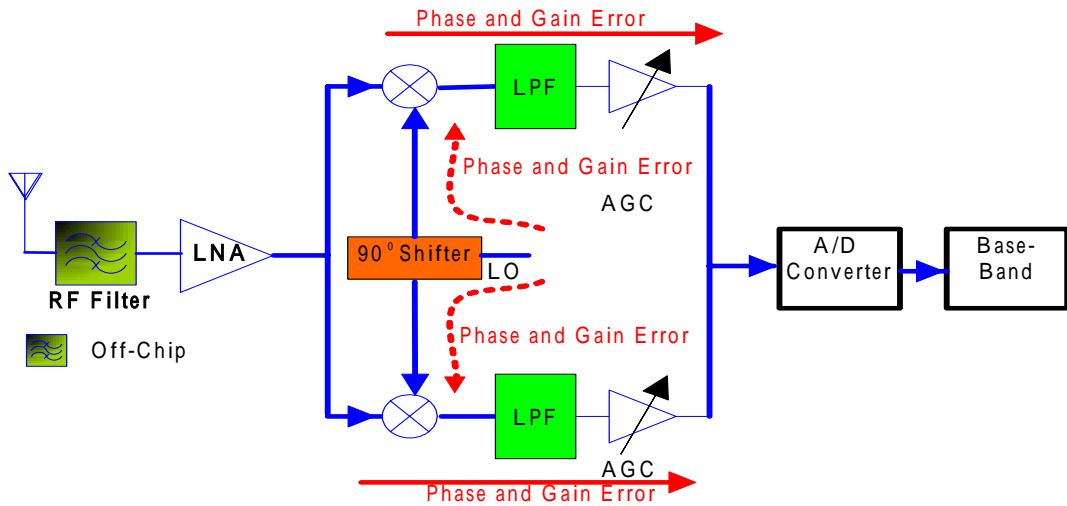 Phase and Gain Error
LPF
Phase and Gain Error
AGC
LNA
90⁰ Shifter
LO
A/D
Converter
Base-
Band
RF Filter
Off-Chip
Phase and Gain Error
LPF
AGC
Phase and Gain Error